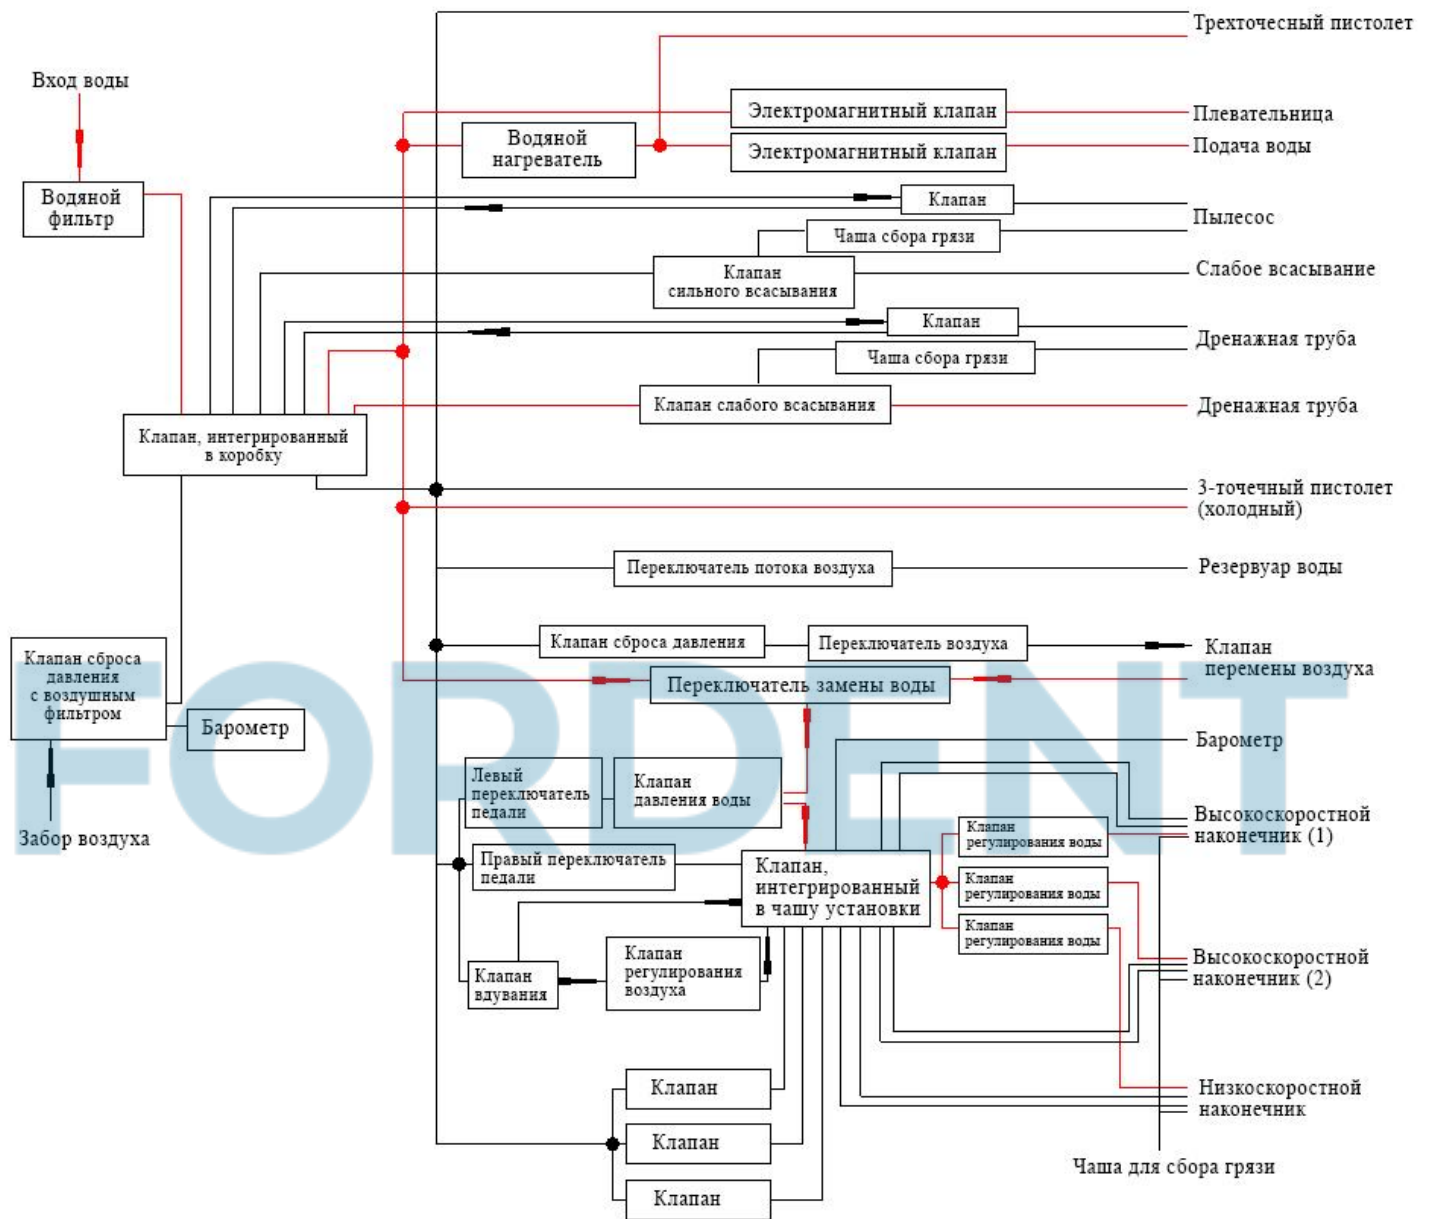 Трехточесный пистолет
Вход воды
Электромагнитный клапан
Плевательница
Водяной
нагреватель
Электромагнитный клапан
Подача воды
Водяной
фильтр
Клапан
Пылесос
Чаша сбора грязи
Клапан
сильного всасывания
Слабое всасывание
Клапан
Дренажная труба
Чаша сбора грязи
Клапан слабого всасывания
Дренажная труба
Клапан, интегрированный
в коробку
3-точечный пистолет
(холодный)
Переключатель потока воздуха
Резервуар воды
Клапан сброса давления
Переключатель воздуха
Клапан
перемены воздуха
Клапан сброса
давления
с воздушным
фильтром
Переключатель замены воды
Барометр
Барометр
Забор воздуха
FORDENT
Левый
переключатель
педали
Клапан
давления воды
Высокоскоростной
наконечник (1)
Клапан
регулирования воды
Правый переключатель
педали
Клапан,
интегрированный
в чашу установки
Клапан
регулирования воды
Клапан
регулирования воды
Клапан
вдувания
Клапан
регулирования
воздуха
Высокоскоростной
наконечник (2)
Клапан
Клапан
Клапан
Низкоскоростной
наконечник
Чаша для сбора грязи